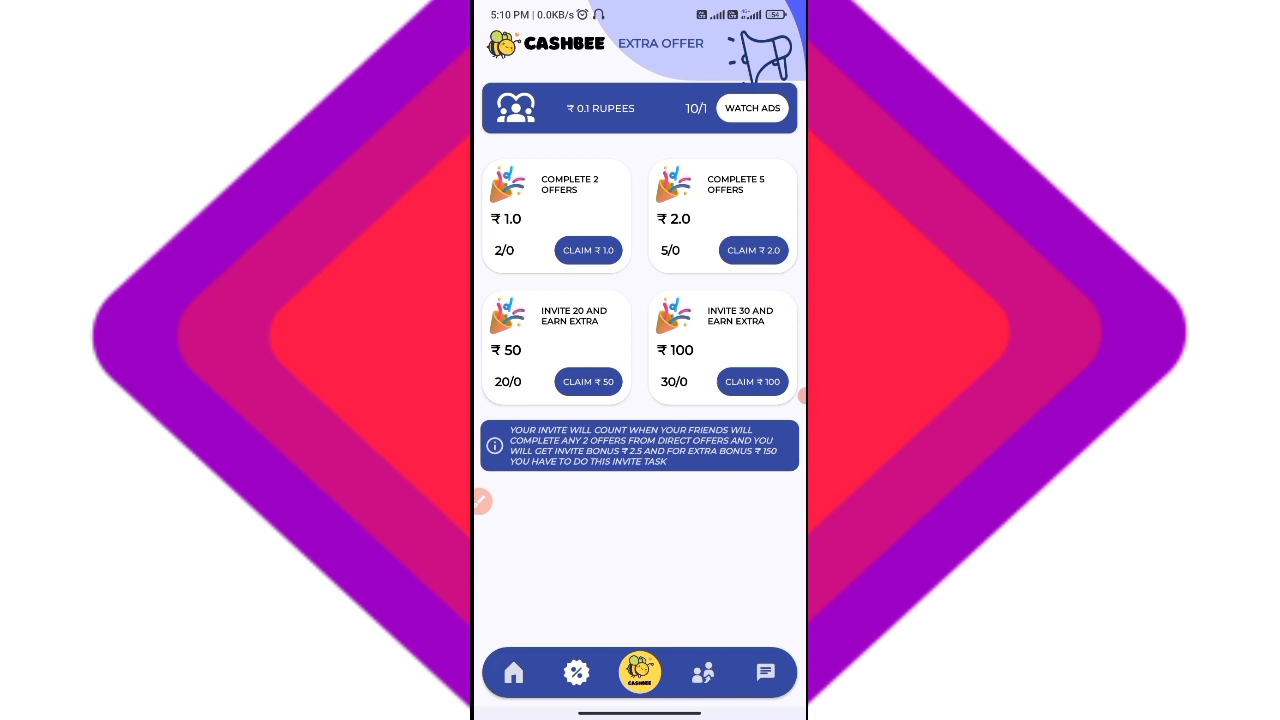 5:10 PM | 0.0KB/s
54
CASHBEE EXTRA OFFER
₹ 0.1 RUPEES 10/1 WATCH ADS
COMPLETE 2
OFFERS
₹ 1.0
2/0 CLAIM ₹ 1.0
COMPLETE 5
OFFERS
₹ 2.0
5/0 CLAIM ₹ 2.0
INVITE 20 AND
EARN EXTRA
₹ 50
20/0 CLAIM ₹ 50
INVITE 30 AND
EARN EXTRA
₹ 100
30/0 CLAIM ₹ 100
YOUR INVITE WILL COUNT WHEN YOUR FRIENDS WILL
COMPLETE ANY 2 OFFERS FROM DIRECT OFFERS AND YOU
WILL GET INVITE BONUS ₹ 2.5 AND FOR EXTRA BONUS ₹ 150
YOU HAVE TO DO THIS INVITE TASK
CASHBEE